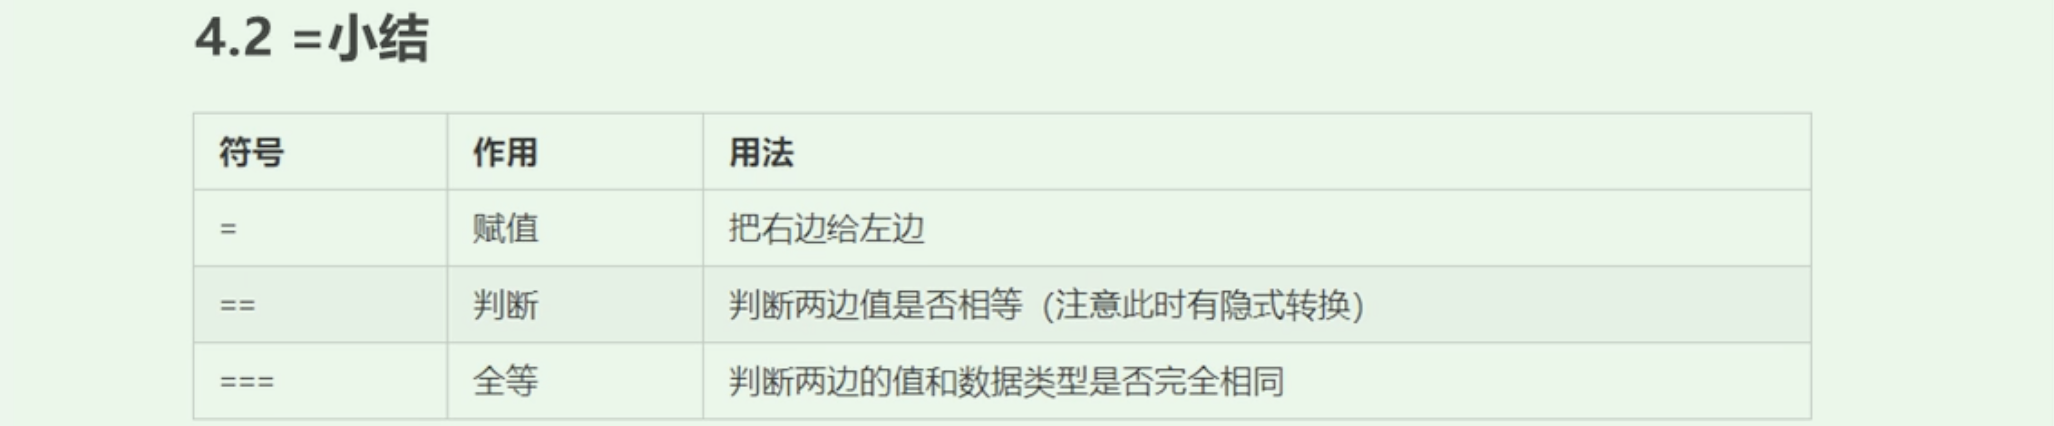 4.2 =小结
符号 作用 用法
= 赋值 把右边给左边
== 判断 判断两边值是否相等（注意此时有隐式转换）
=== 全等 判断两边的值和数据类型是否完全相同